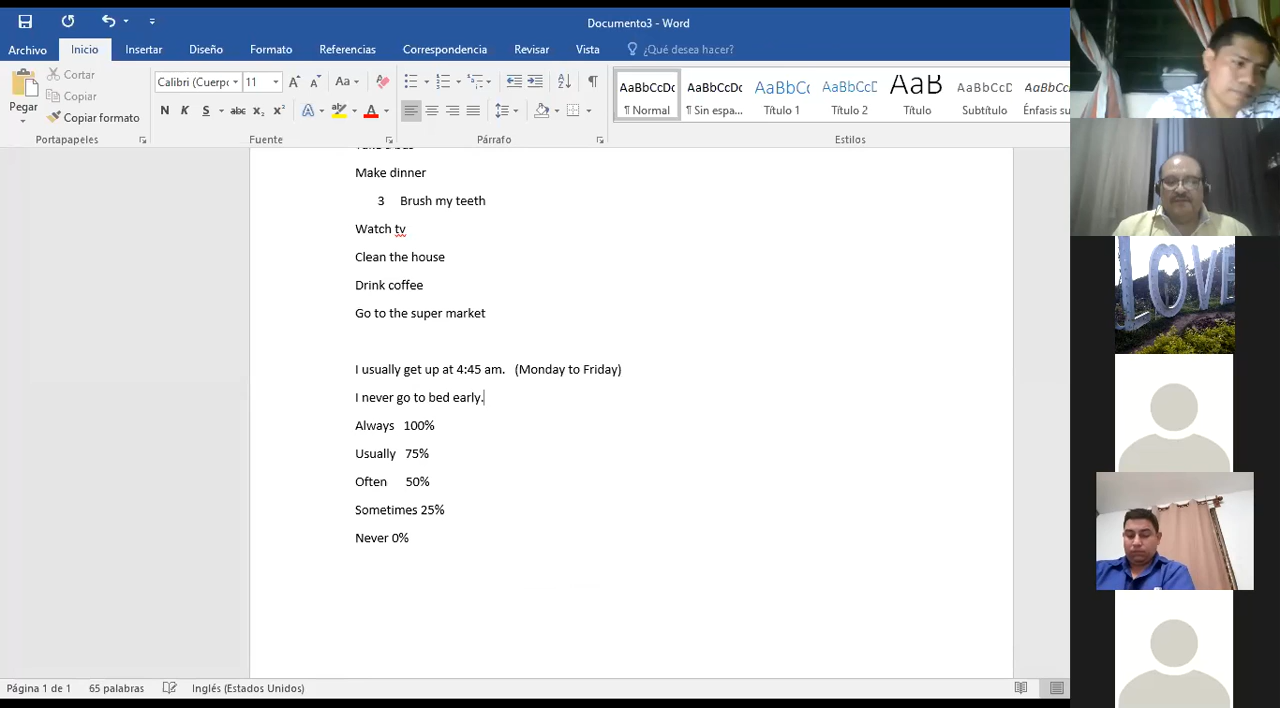 Documento3 - Word
Archivo Inicio Insertar Diseño Formato Referencias Correspondencia Revisar Vista ¿Qué desea hacer?
Pegar
Cortar
Copiar
Copiar formato
Portapapeles
Calibri (Cuerpo 11
N K S abc x₂ x²
Fuente
Párrafo
AaBbCcDc AaBbCcDc AaBbCc AaBbCcD AaB AaBbCcD AaBbCcD
¶ Normal ¶ Sin espa... Título 1 Título 2 Título Subtítulo Énfasis su
Estilos
Make dinner
3 Brush my teeth
Watch tv
Clean the house
Drink coffee
Go to the super market
I usually get up at 4:45 am. (Monday to Friday)
I never go to bed early.
Always 100%
Usually 75%
Often 50%
Sometimes 25%
Never 0%
Página 1 de 1 65 palabras Inglés (Estados Unidos)
LOVE